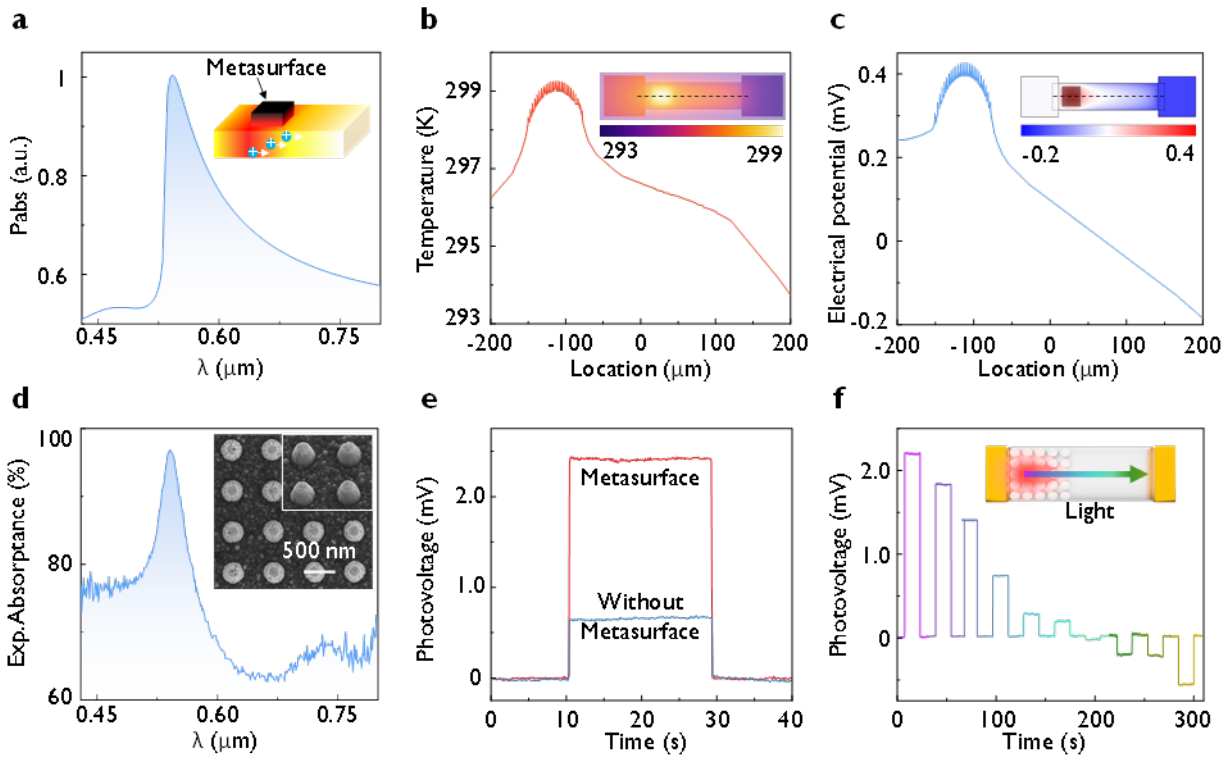 a
Metasurface
1
0.8
0.6
Pabs (a.u.)
0.45
0.60
0.75
λ (μm)
b
299
297
295
293
Temperature (K)
293
299
-200
-100
0
100
200
Location (μm)
c
0.4
0.2
0
-0.2
Electrical potential (mV)
-0.2
0.4
-200
-100
0
100
200
Location (μm)
d
100
80
60
Exp.Absorptance (%)
500 nm
0.45
0.60
0.75
λ (μm)
e
2.0
1.0
0
Photovoltage (mV)
Metasurface
Without
Metasurface
0
10
20
30
40
Time (s)
f
2.0
1.0
0
Photovoltage (mV)
Light
0
100
200
300
Time (s)